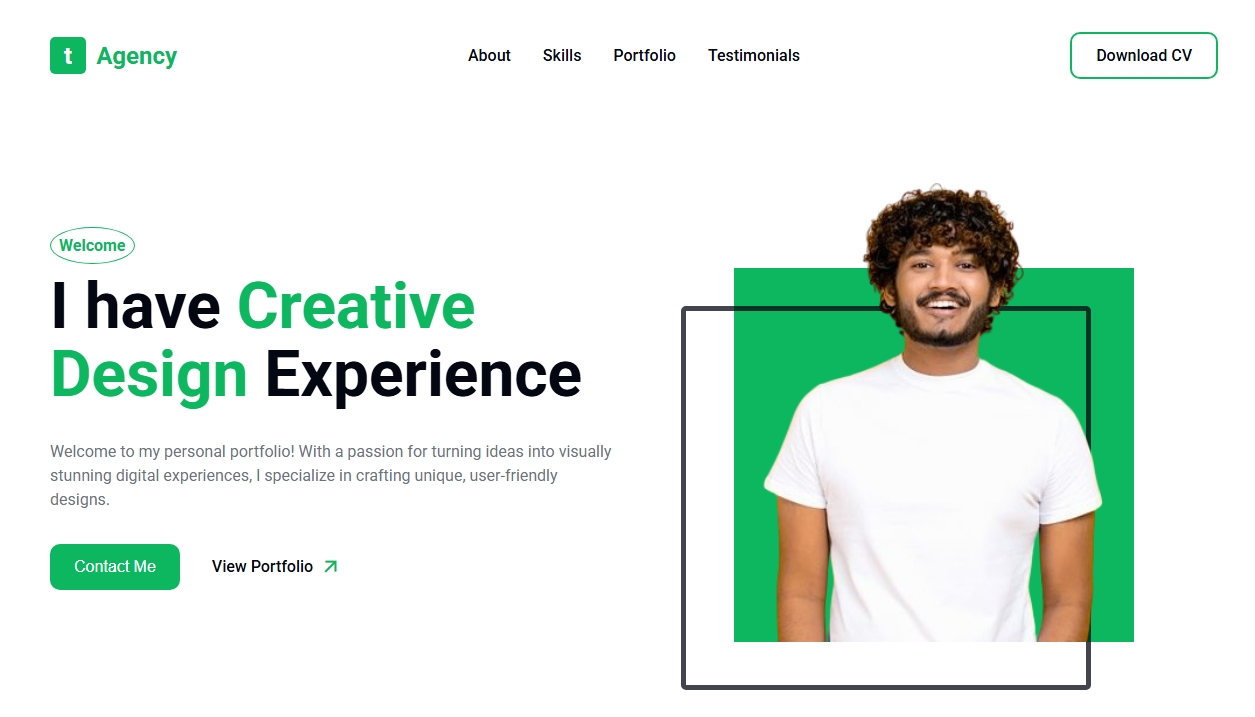 t Agency
About Skills Portfolio Testimonials
Download CV
Welcome
I have Creative
Design Experience
Welcome to my personal portfolio! With a passion for turning ideas into visually
stunning digital experiences, I specialize in crafting unique, user-friendly
designs.
Contact Me
View Portfolio